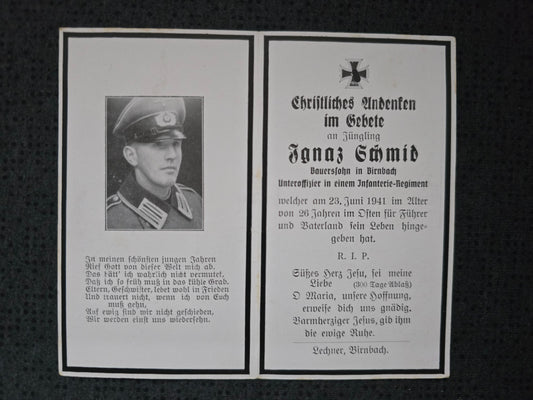 In meinen schönsten jungen Jahren
Rief Gott von dieser Welt mich ab.
Das hätt' ich wahrlich nicht vermutet,
Daß ich so früh muß in das kühle Grab.
Eltern, Geschwister, lebet wohl in Frieden
Und trauert nicht, wenn ich von Euch
muß gehn,
Auf ewig sind wir nicht geschieden,
Wir werden einst uns wiedersehn.
Christliches Andenken
im Gebete
an Jüngling
Ignaz Schmid
Bauerssohn in Birnbach
Unteroffizier in einem Infanterie-Regiment
welcher am 23. Juni 1941 im Alter
von 26 Jahren im Osten für Führer
und Vaterland sein Leben hinge-
geben hat.
R. I. P.
Süßes Herz Jesu, sei meine
Liebe (300 Tage Ablaß)
O Maria, unsere Hoffnung,
erweise dich uns gnädig.
Barmherziger Jesus, gib ihm
die ewige Ruhe.
Lechner, Birnbach.